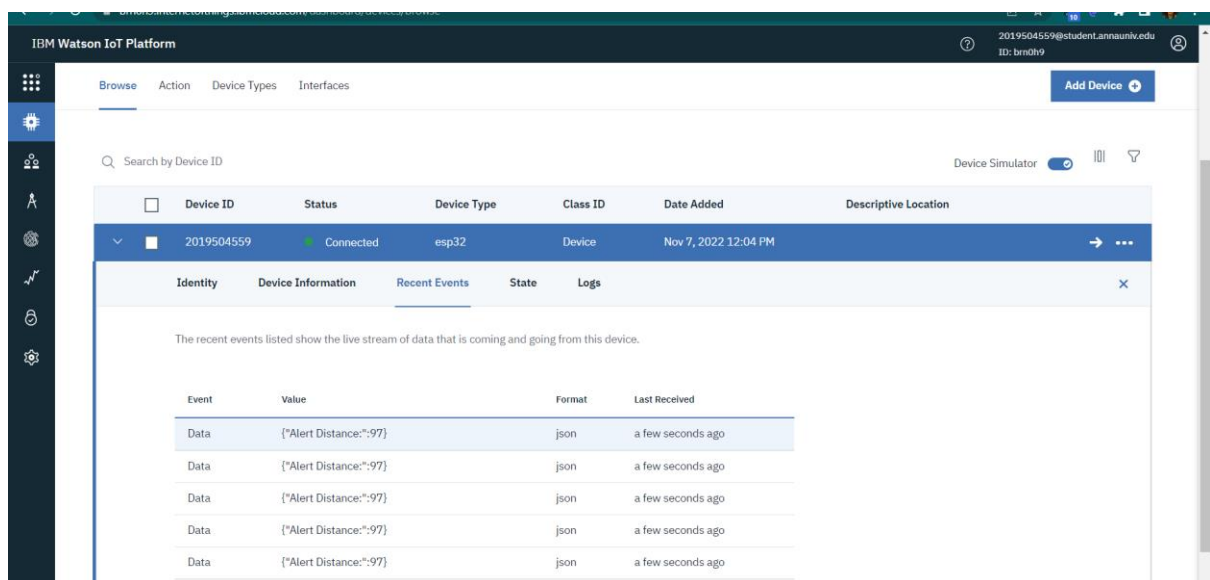 IBM Watson IoT Platform
2019504559@student.annauniv.edu
ID: brn0h9
Browse Action Device Types Interfaces
Add Device
Search by Device ID
Device Simulator
Device ID Status Device Type Class ID Date Added Descriptive Location
2019504559 Connected esp32 Device Nov 7, 2022 12:04 PM
Identity Device Information Recent Events State Logs
The recent events listed show the live stream of data that is coming and going from this device.
Event Value Format Last Received
Data {"Alert Distance:":97} json a few seconds ago
Data {"Alert Distance:":97} json a few seconds ago
Data {"Alert Distance:":97} json a few seconds ago
Data {"Alert Distance:":97} json a few seconds ago
Data {"Alert Distance:":97} json a few seconds ago